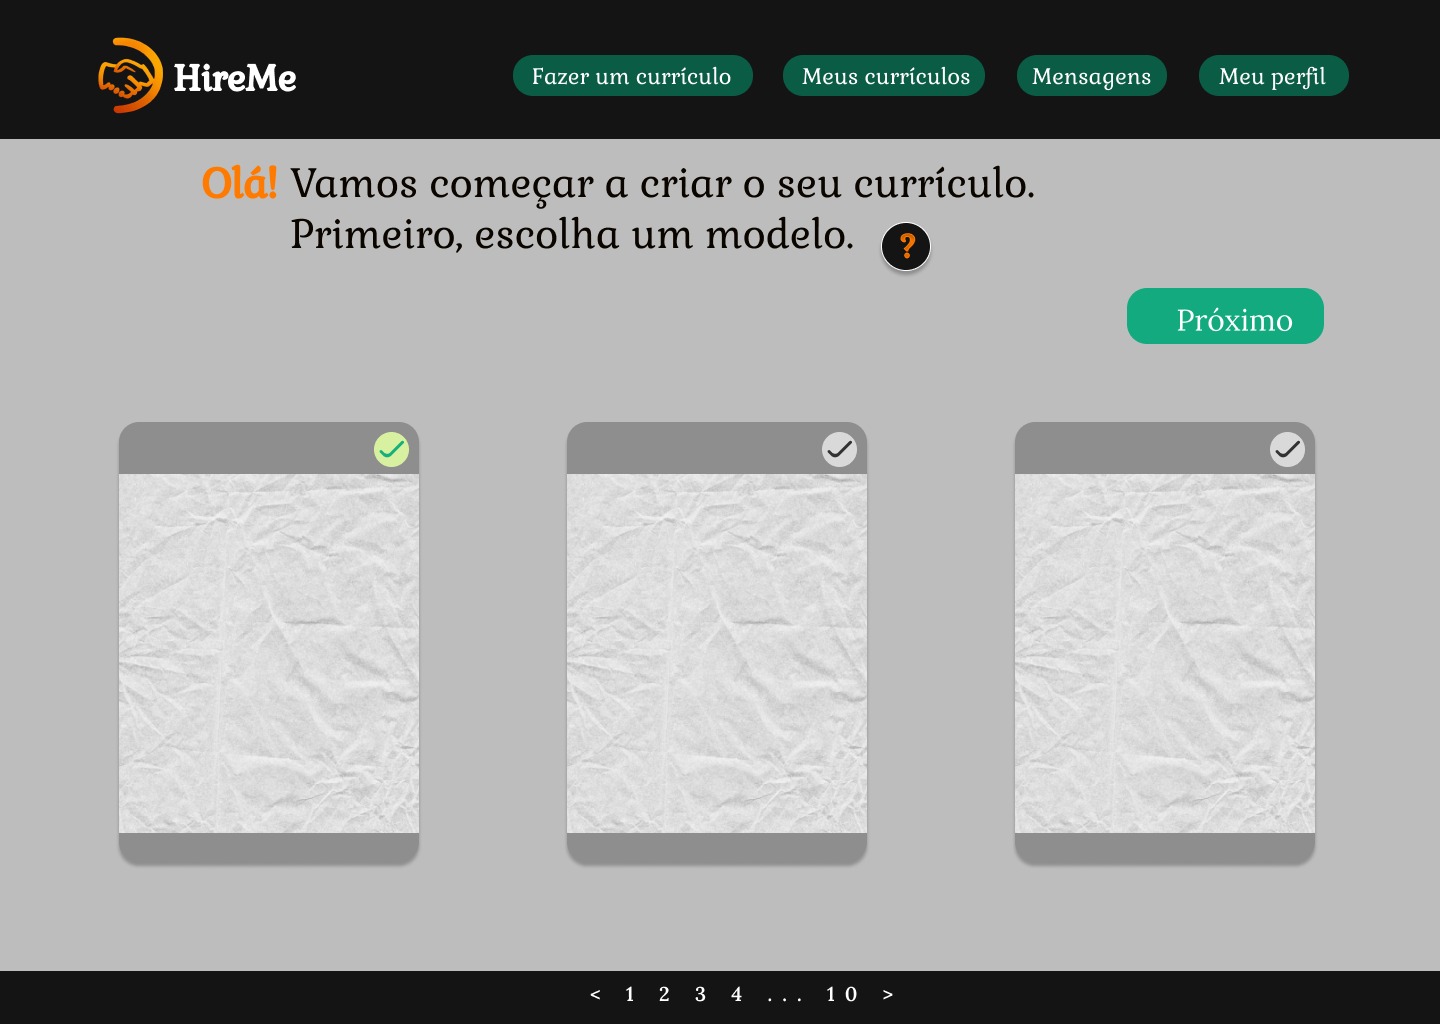 HireMe
Fazer um currículo
Meus currículos
Mensagens
Meu perfil
Olá! Vamos começar a criar o seu currículo.
Primeiro, escolha um modelo. ?
Próximo
< 1 2 3 4 ... 10 >